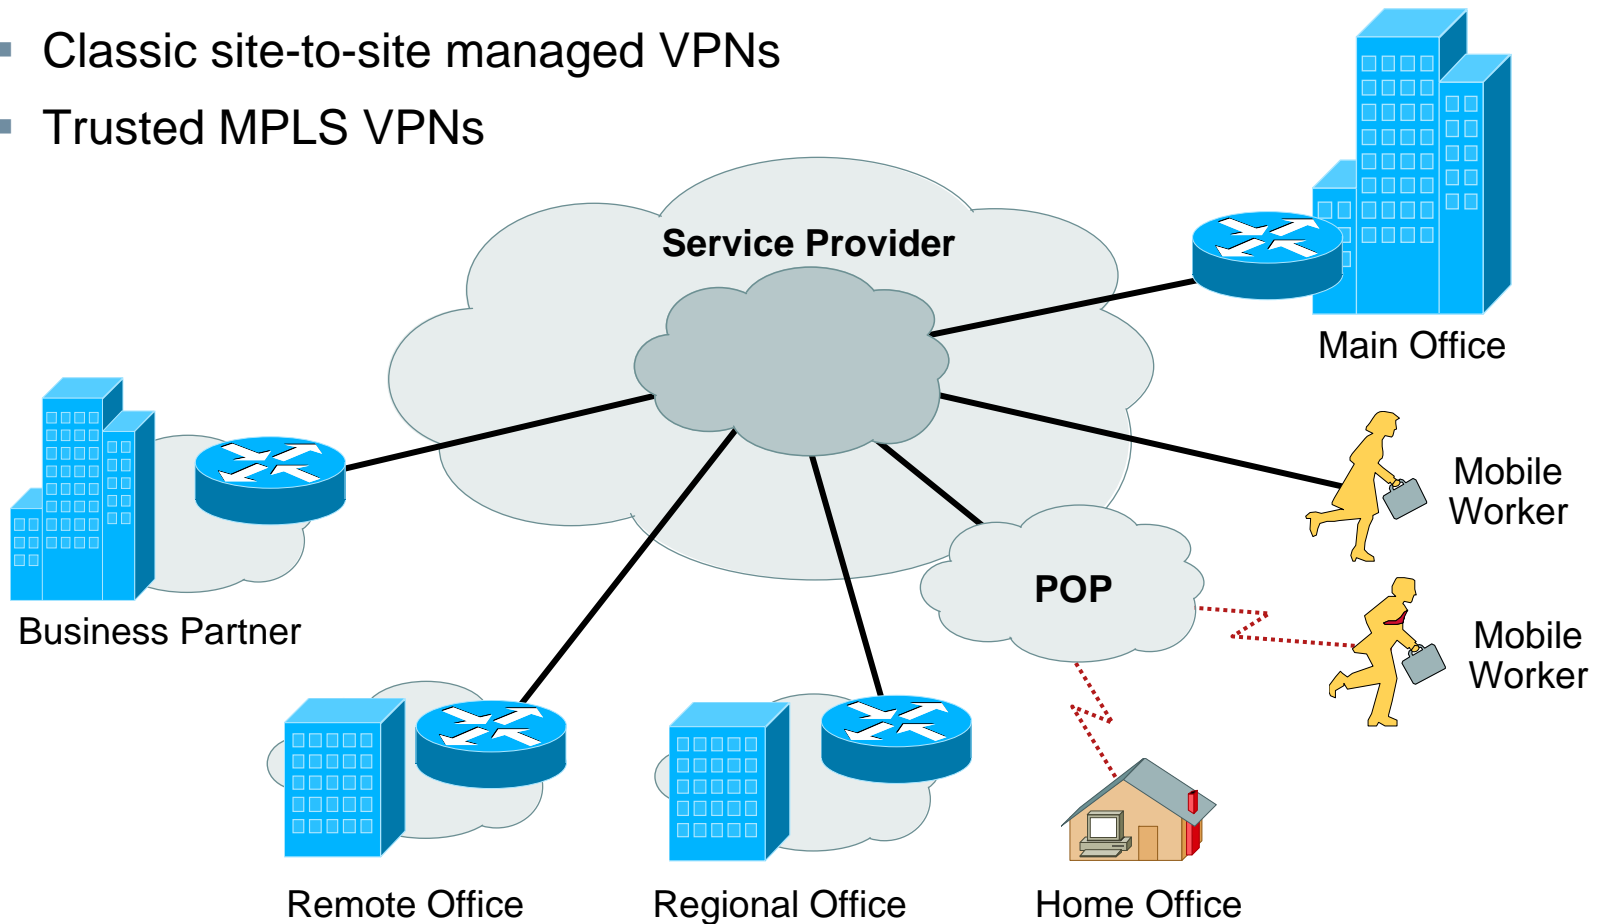 Classic site-to-site managed VPNs
Trusted MPLS VPNs
Service Provider
Main Office
Mobile
Worker
Business Partner
POP
Mobile
Worker
Remote Office
Regional Office
Home Office